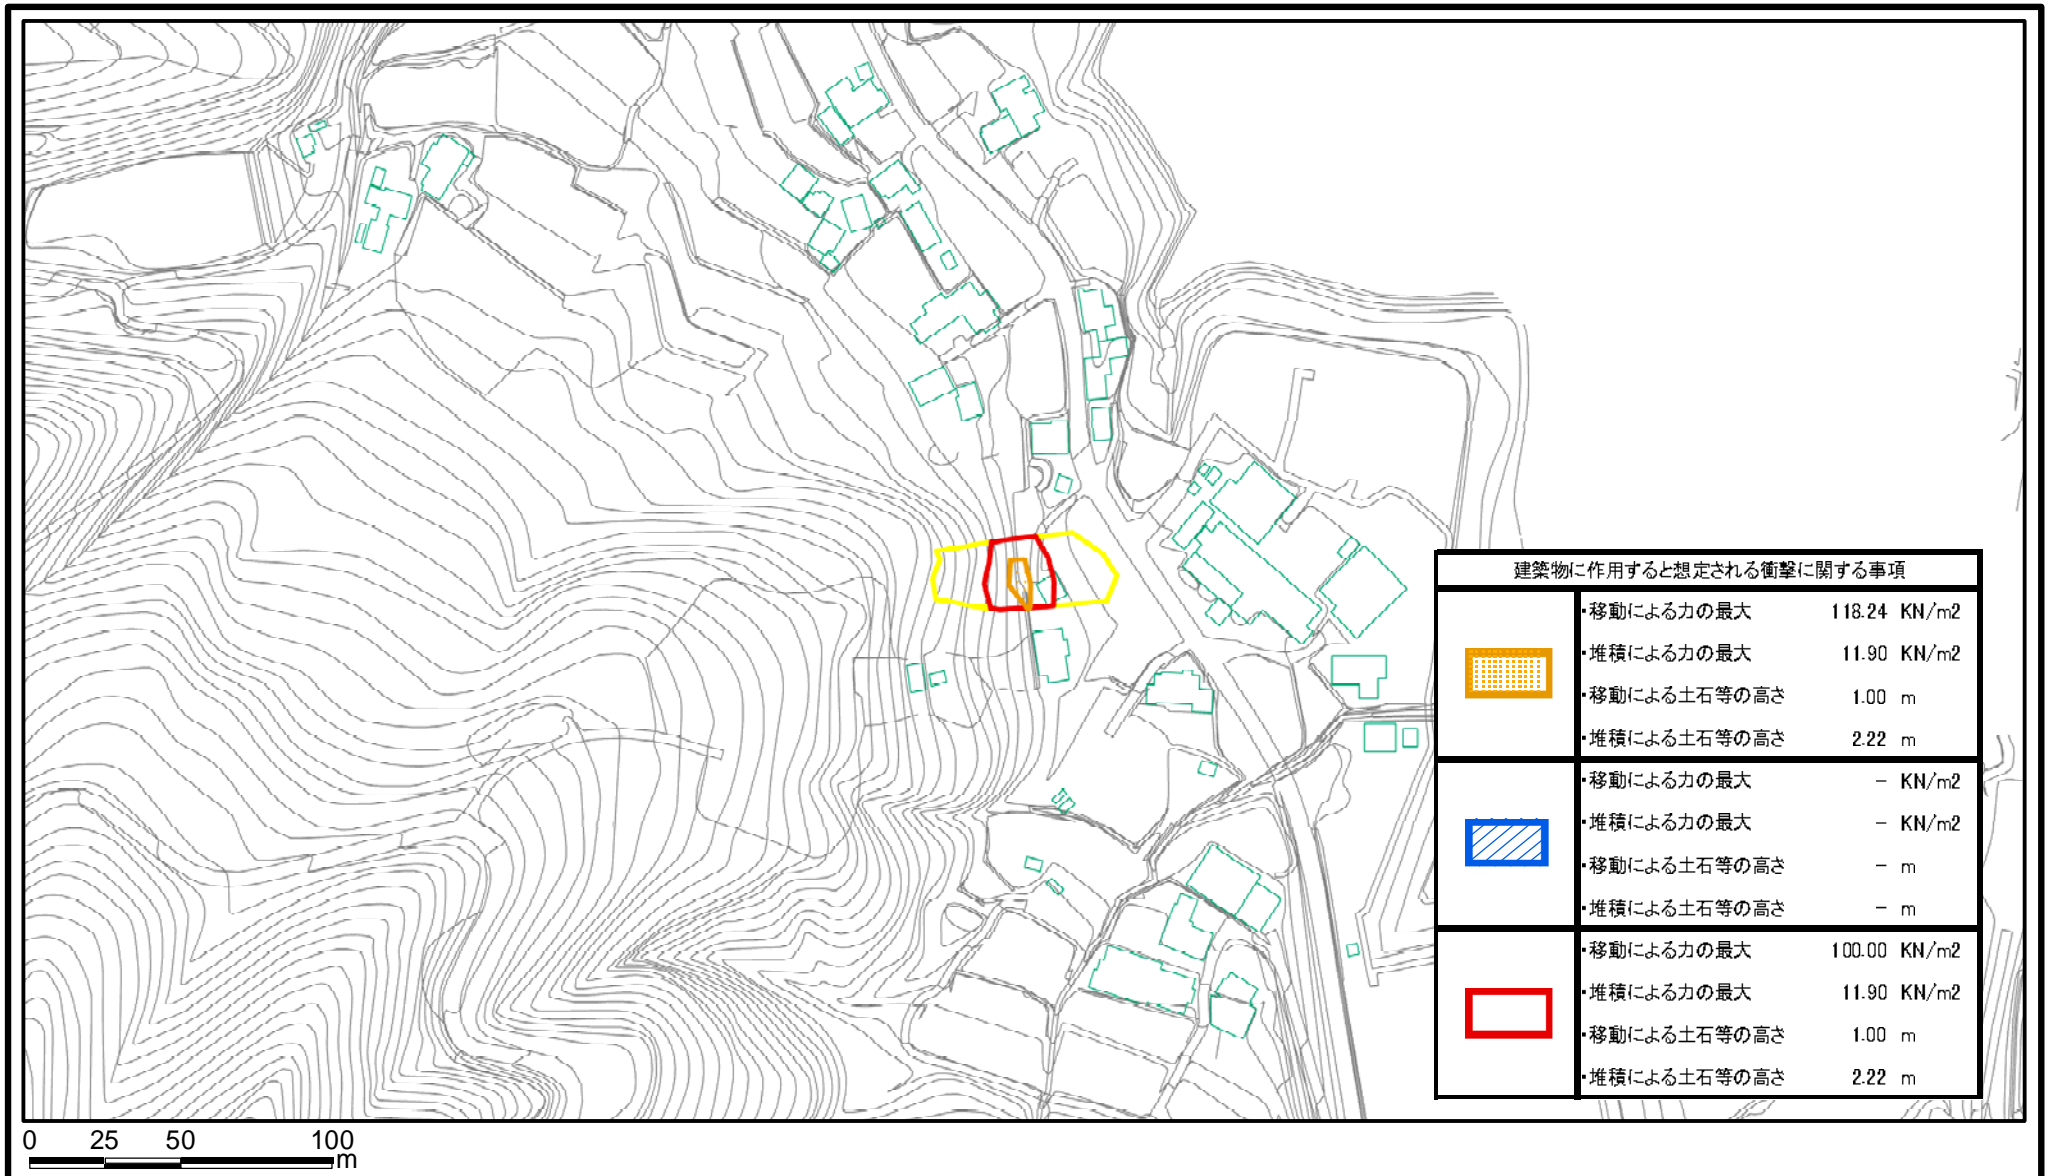 建築物に作用すると想定される衝撃に関する事項
・移動による力の最大 118.24 KN/m2
・堆積による力の最大 11.90 KN/m2
・移動による土石等の高さ 1.00 m
・堆積による土石等の高さ 2.22 m
・移動による力の最大 － KN/m2
・堆積による力の最大 － KN/m2
・移動による土石等の高さ － m
・堆積による土石等の高さ － m
・移動による力の最大 100.00 KN/m2
・堆積による力の最大 11.90 KN/m2
・移動による土石等の高さ 1.00 m
・堆積による土石等の高さ 2.22 m
0 25 50 100
m